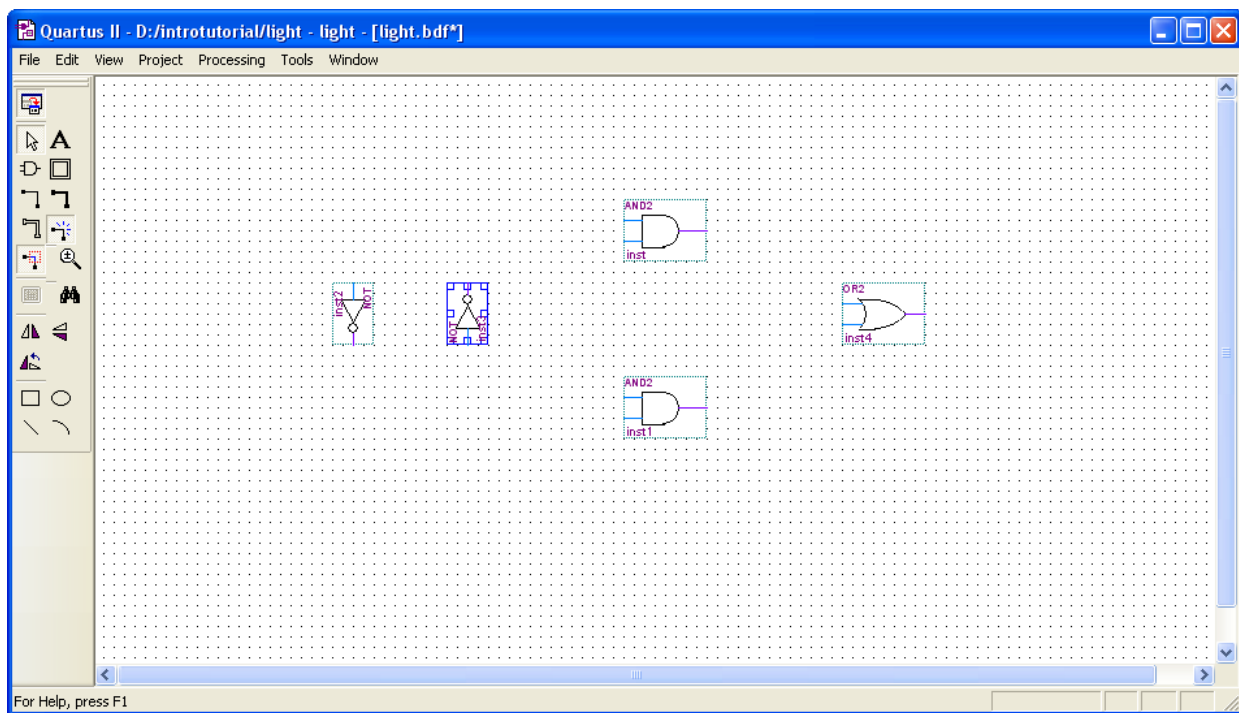 Quartus II - D:/introtutorial/light - light - [light.bdf*]
File Edit View Project Processing Tools Window
A
AND2
inst
inst2
NOT
NOT
inst3
OR2
inst4
AND2
inst1
For Help, press F1